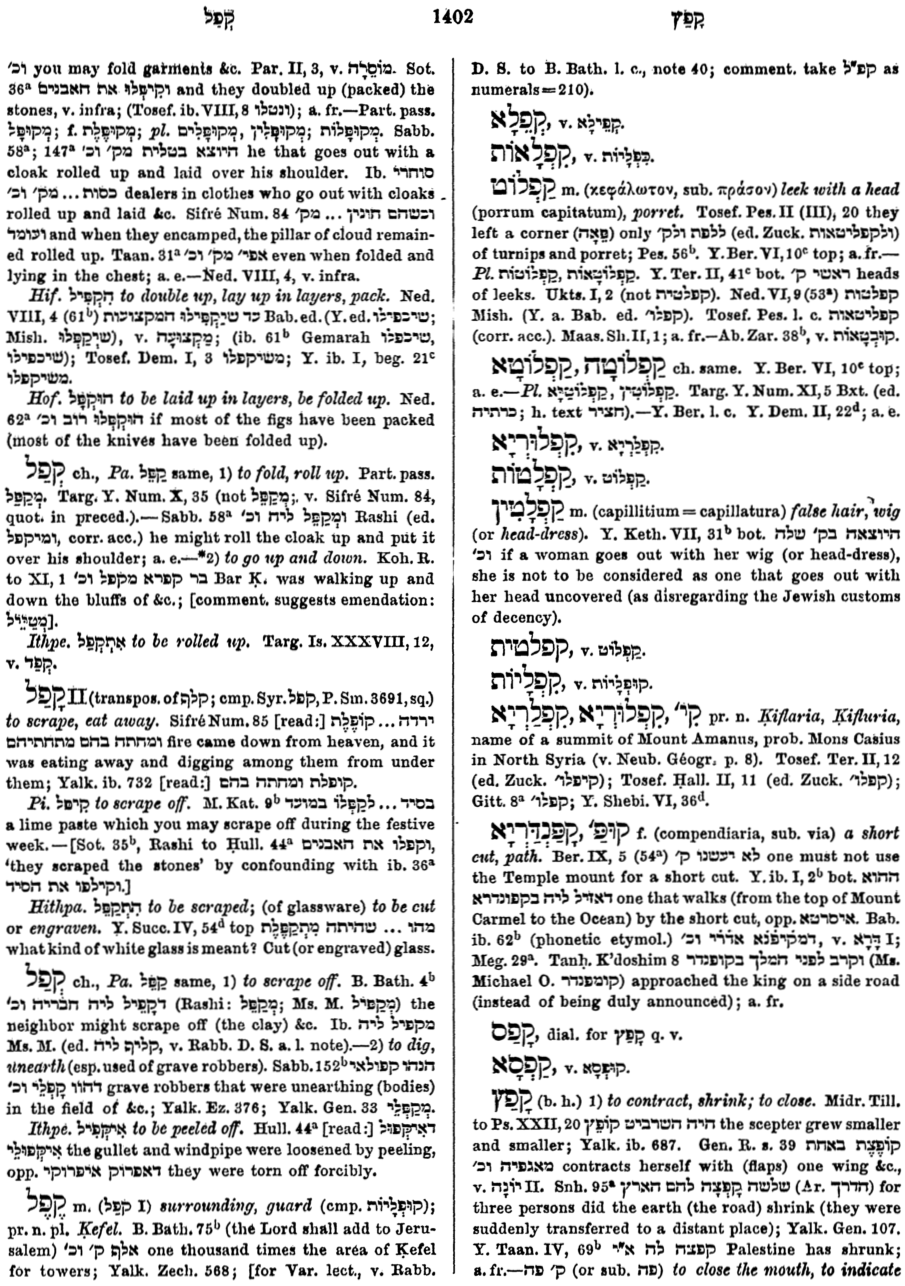 קְפַל 1402 קָפַץ
וכ׳ you may fold garments &c. Par. II, 3, v. מוֹסֵרָה. Sot.
36ᵃ וקיפלו את האבנים and they doubled up (packed) the
stones, v. infra; (Tosef. ib. VIII, 8 ונטלו); a. fr.—Part. pass.
מְקוּפָּל; f. מְקוּפֶּלֶת; pl. מְקוּפָּלִים, מְקוּפָּלִין, מְקוּפָּלוֹת. Sabb.
58ᵃ; 147ᵃ היוצא בטלית מק׳ וכ׳ he that goes out with a
cloak rolled up and laid over his shoulder. Ib. סוחרי
כסות ... מק׳ וכ׳ dealers in clothes who go out with cloaks
rolled up and laid &c. Sifré Num. 84 וכשהם חונין ... מק׳
ועומד and when they encamped, the pillar of cloud remain-
ed rolled up. Taan. 31ᵃ אפי׳ מק׳ וכ׳ even when folded and
lying in the chest; a. e.—Ned. VIII, 4, v. infra.
Hif. הִקְפִּיל to double up, lay up in layers, pack. Ned.
VIII, 4 (61ᵇ) עד שיַקְפִּילוּ המקצועות Bab. ed. (Y. ed. שיכפילו;
Mish. שֶׁיְקַפְּלוּ), v. מַקְצוּעָה; (ib. 61ᵇ Gemarah שיכפלו,
שיכפילו); Tosef. Dem. I, 3 משיקפלו; Y. ib. I, beg. 21ᶜ
משיקפלו.
Hof. הוּקְפָּל to be laid up in layers, be folded up. Ned.
62ᵃ הוּקְפְּלוּ רוב וכ׳ if most of the figs have been packed
(most of the knives have been folded up).
קְפַל ch., Pa. קַפֵּל same, 1) to fold, roll up. Part. pass.
מְקַפַּל. Targ. Y. Num. X, 35 (not מְקַפֵּל; v. Sifré Num. 84,
quot. in preced.).—Sabb. 58ᵃ ומְקַפֵּל ליה וכ׳ Rashi (ed.
ומיקפל, corr. acc.) he might roll the cloak up and put it
over his shoulder; a. e.—*2) to go up and down. Koh. R.
to XI, 1 בר קפרא מקפל וכ׳ Bar Ḳ. was walking up and
down the bluffs of &c.; [comment. suggests emendation:
מְטַיֵּיל].
Ithpe. אִתְקְפֵל to be rolled up. Targ. Is. XXXVIII, 12,
v. קְפַד.
קָפַל II (transpos. of קלף; cmp. Syr. קפל, P. Sm. 3691, sq.)
to scrape, eat away. Sifré Num. 85 [read:] ירדה ... קוֹפֶלֶת
ומחתה בהם מתחתיהם fire came down from heaven, and it
was eating away and digging among them from under
them; Yalk. ib. 732 [read:] קופלת ומחתה בהם.
Pi. קיפל to scrape off. M. Kat. 9ᵇ בסיד ... לקַפְּלוֹ במועד
a lime paste which you may scrape off during the festive
week.—[Sot. 35ᵇ, Rashi to Ḥull. 44ᵃ וקפלו את האבנים,
‘they scraped the stones’ by confounding with ib. 36ᵃ
וקילפו את הסיד.]
Hithpa. הִתְקַפֵּל to be scraped; (of glassware) to be cut
or engraven. Y. Succ. IV, 54ᵈ top מהו ... שהיתה מִתְקַפֶּלֶת
what kind of white glass is meant? Cut (or engraved) glass.
קְפַל ch., Pa. קַפֵּל same, 1) to scrape off. B. Bath. 4ᵇ
דקָפֵיל ליה חבריה וכ׳ (Rashi: מְקַפֵּל; Ms. M. מְקַפֵּיל) the
neighbor might scrape off (the clay) &c. Ib. מקפיל ליה
Ms. M. (ed. קליף ליה, v. Rabb. D. S. a. l. note).—2) to dig,
unearth (esp. used of grave robbers). Sabb. 152ᵇ הנהו קפולאי
דהוו קָפְלֵי וכ׳ grave robbers that were unearthing (bodies)
in the field of &c.; Yalk. Ez. 376; Yalk. Gen. 33 מְקַפְּלֵי.
Ithpe. אִיקְּפִיל to be peeled off. Hull. 44ᵃ [read:] דאִיקְּפוּל
אִיקְּפוּלֵי the gullet and windpipe were loosened by peeling,
opp. דאפרוק איפרוקי they were torn off forcibly.
קֶפֶל m. (קפל I) surrounding, guard (cmp. קוּפְלָיוֹת);
pr. n. pl. Ḳefel. B. Bath. 75ᵇ (the Lord shall add to Jeru-
salem) אלף ק׳ וכ׳ one thousand times the area of Ḳefel
for towers; Yalk. Zech. 568; [for Var. lect., v. Rabb.
D. S. to B. Bath. l. c., note 40; comment. take קפ״ל as
numerals=210).
קְפֵלָא, v. קְפֵילָא.
קִפְלָאוֹת, v. כִּפְלָיוֹת.
קַפְלוֹט m. (κεφάλωτον, sub. πράσον) leek with a head
(porrum capitatum), porret. Tosef. Pes. II (III), 20 they
left a corner (פֵּאָה) only ללפת ולק׳ (ed. Zuck. ולקפליטאות)
of turnips and porret; Pes. 56ᵇ. Y. Ber. VI, 10ᶜ top; a. fr.—
Pl. קַפְלוֹטָאוֹת, קַפְלוֹטוֹת. Y. Ter. II, 41ᶜ bot. ראשי ק׳ heads
of leeks. Ukts. I, 2 (not קפלטית). Ned. VI, 9 (53ᵃ) קפלטות
Mish. (Y. a. Bab. ed. קפלו׳). Tosef. Pes. l. c. קפליטאות
(corr. acc.). Maas. Sh. II, 1; a. fr.—Ab. Zar. 38ᵇ, v. קוּבְטָאוֹת.
קַפְלוֹטָא, קַפְלוֹטָה ch. same. Y. Ber. VI, 10ᶜ top;
a. e.—Pl. קַפְלוֹטִין, קַפְלוֹטַיָּא. Targ. Y. Num. XI, 5 Bxt. (ed.
כרתיה; h. text חציר).—Y. Ber. l. c. Y. Dem. II, 22ᵈ; a. e.
קִפְלוּרְיָא, v. קִפְלַרְיָא.
קַפְלָטוֹת, v. קַפְלוֹט.
קַפְלָטִין m. (capillitium = capillatura) false hair, wig
(or head-dress). Y. Keth. VII, 31ᵇ bot. היוצאה בק׳ שלה
וכ׳ if a woman goes out with her wig (or head-dress),
she is not to be considered as one that goes out with
her head uncovered (as disregarding the Jewish customs
of decency).
קפלטית, v. קַפְלוֹט.
קֻפְלָיוֹת, v. קוּפְלָיוֹת.
קִפְלַרְיָא, קִפְלוּרְיָא, קִי׳ pr. n. Ḳiflaria, Ḳifluria,
name of a summit of Mount Amanus, prob. Mons Casius
in North Syria (v. Neub. Géogr. p. 8). Tosef. Ter. II, 12
(ed. Zuck. קיפלו׳); Tosef. Ḥall. II, 11 (ed. Zuck. קפלו׳);
Gitt. 8ᵃ קפלו׳; Y. Shebi. VI, 36ᵈ.
קַפַּנְדַּרְיָא, קוּפַּ׳ f. (compendiaria, sub. via) a short
cut, path. Ber. IX, 5 (54ᵃ) לא יעשנו ק׳ one must not use
the Temple mount for a short cut. Y. ib. I, 2ᵇ bot. ההוא
דאזיל ליה בקפונדרא one that walks (from the top of Mount
Carmel to the Ocean) by the short cut, opp. איסרטא. Bab.
ib. 62ᵇ (phonetic etymol.) דמקיפנא אדרי וכ׳, v. דָּרָא I;
Meg. 29ᵃ. Tanḥ. K’doshim 8 וקרב לפני המלך בקופנדר (Ms.
Michael O. קומפנדר) approached the king on a side road
(instead of being duly announced); a. fr.
קָפַס, dial. for קָפַץ q. v.
קַפְסָא, v. קוּפְסָא.
קָפַץ (b. h.) 1) to contract, shrink; to close. Midr. Till.
to Ps. XXII, 20 היה השרביט קוֹפֵץ the scepter grew smaller
and smaller; Yalk. ib. 687. Gen. R. s. 39 קוֹפֶצֶת באחת
מאגפיה וכ׳ contracts herself with (flaps) one wing &c.,
v. יוֹנָה II. Snh. 95ᵃ שלשה קָפְצָה להם הארץ (Ar. הדרך) for
three persons did the earth (the road) shrink (they were
suddenly transferred to a distant place); Yalk. Gen. 107.
Y. Taan. IV, 69ᵇ קפצה לה א״י Palestine has shrunk;
a. fr.—ק׳ פה (or sub. פה) to close the mouth, to indicate